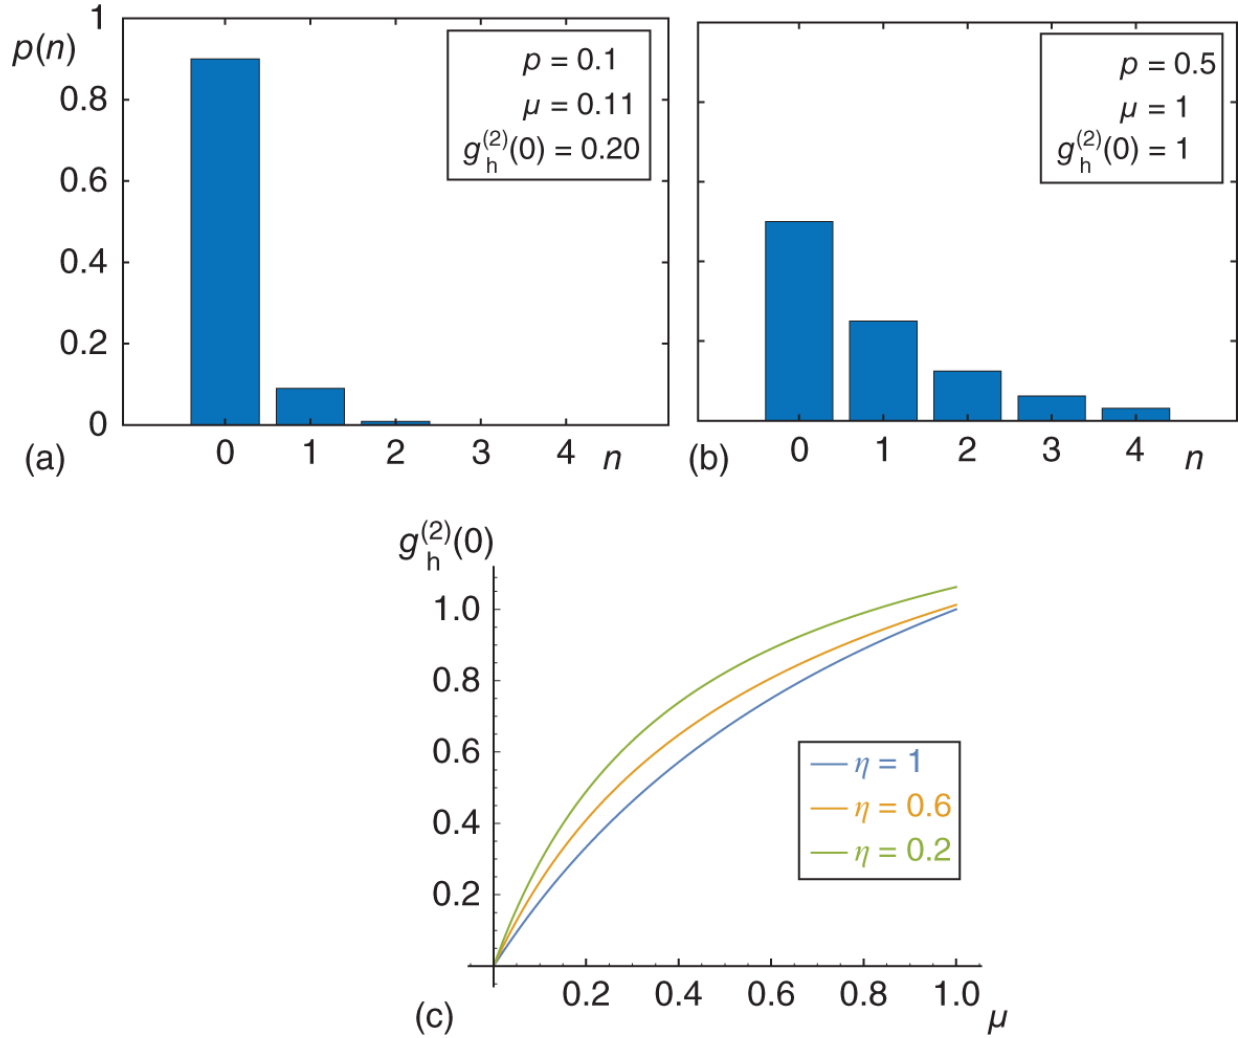 p(n)
1
0.8
0.6
0.4
0.2
0
p = 0.1
μ = 0.11
g_h^(2)(0) = 0.20
0 1 2 3 4 n
(a)
p = 0.5
μ = 1
g_h^(2)(0) = 1
0 1 2 3 4 n
(b)
g_h^(2)(0)
1.0
0.8
0.6
0.4
0.2
η = 1
η = 0.6
η = 0.2
0.2 0.4 0.6 0.8 1.0
μ
(c)